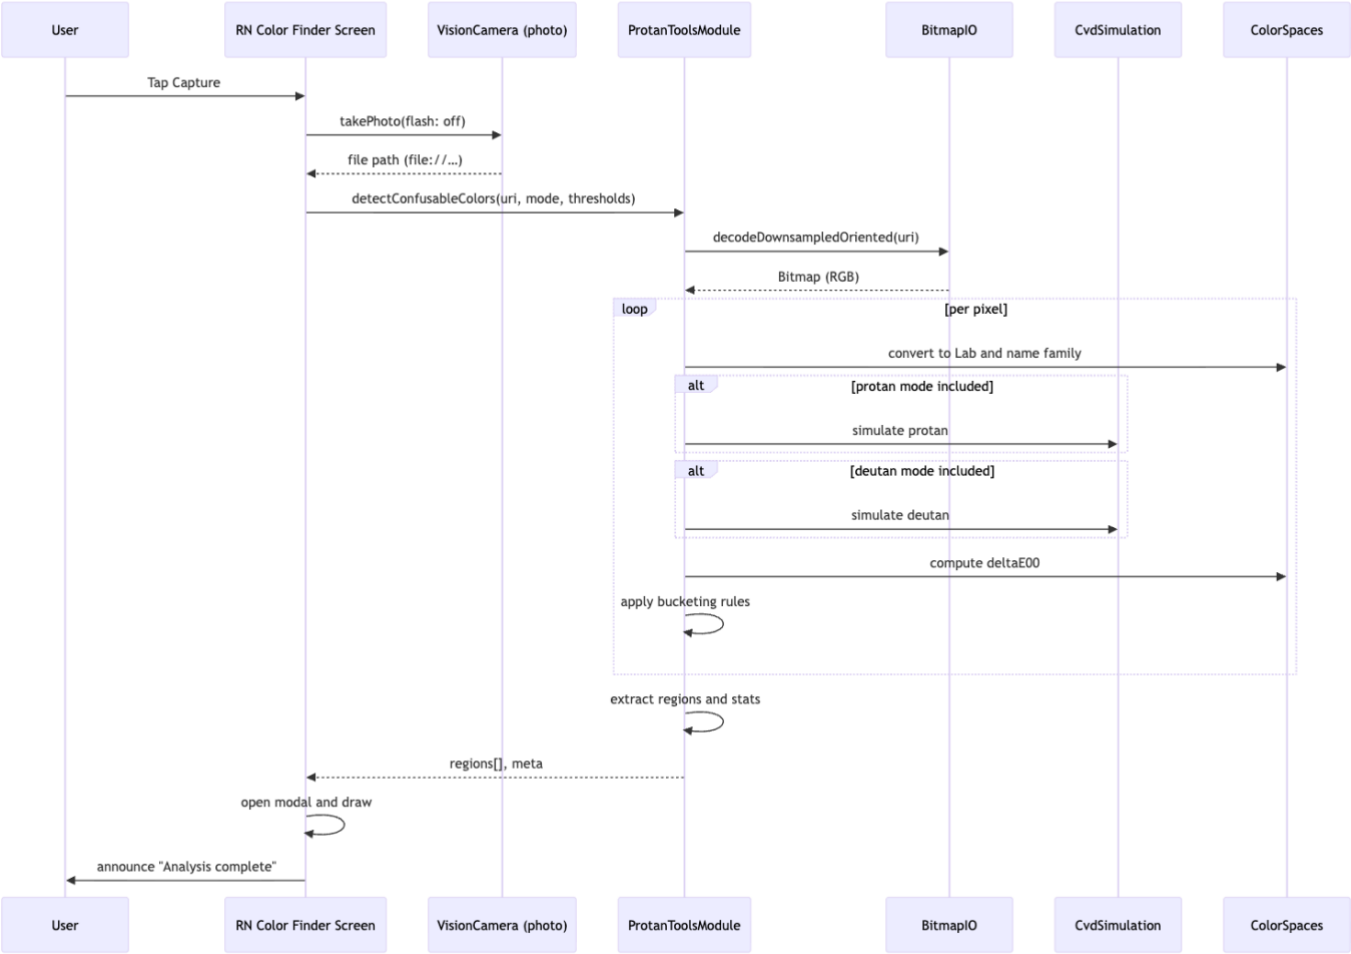 User
RN Color Finder Screen
VisionCamera (photo)
ProtanToolsModule
BitmapIO
CvdSimulation
ColorSpaces
Tap Capture
takePhoto(flash: off)
file path (file://...)
detectConfusableColors(uri, mode, thresholds)
decodeDownsampledOriented(uri)
Bitmap (RGB)
loop
[per pixel]
convert to Lab and name family
alt
[protan mode included]
simulate protan
alt
[deutan mode included]
simulate deutan
compute deltaE00
apply bucketing rules
extract regions and stats
regions[], meta
open modal and draw
announce "Analysis complete"
User
RN Color Finder Screen
VisionCamera (photo)
ProtanToolsModule
BitmapIO
CvdSimulation
ColorSpaces